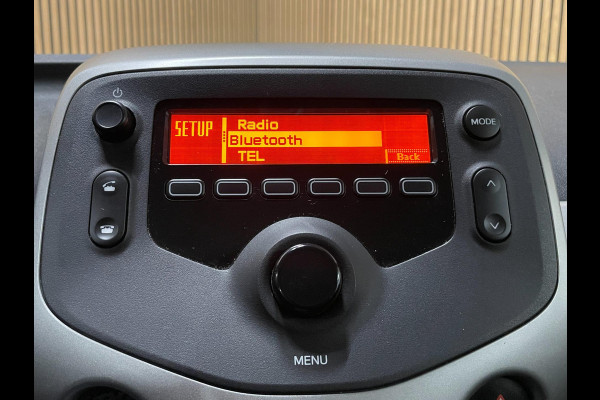 SETUP
Radio
Bluetooth
TEL
Back
MODE
MENU